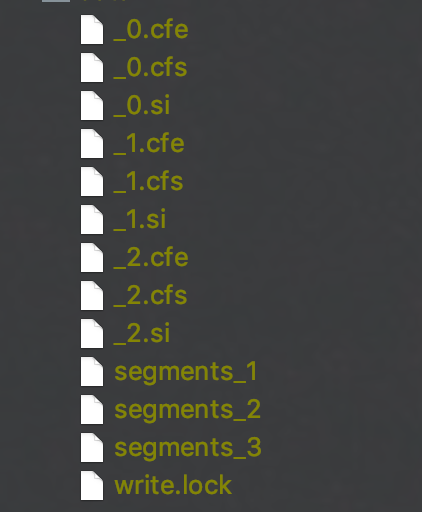 _0.cfe
_0.cfs
_0.si
_1.cfe
_1.cfs
_1.si
_2.cfe
_2.cfs
_2.si
segments_1
segments_2
segments_3
write.lock